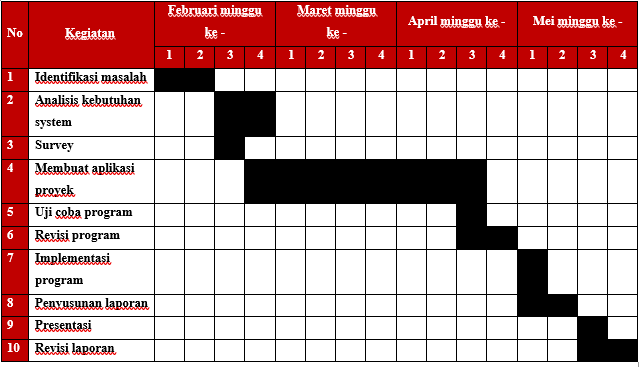 No
Kegiatan
Februari minggu
ke -
Maret minggu
ke -
April minggu ke -
Mei minggu ke -
1 2 3 4 1 2 3 4 1 2 3 4 1 2 3 4
1 Identifikasi masalah
2 Analisis kebutuhan
system
3 Survey
4 Membuat aplikasi
proyek
5 Uji coba program
6 Revisi program
7 Implementasi
program
8 Penyusunan laporan
9 Presentasi
10 Revisi laporan